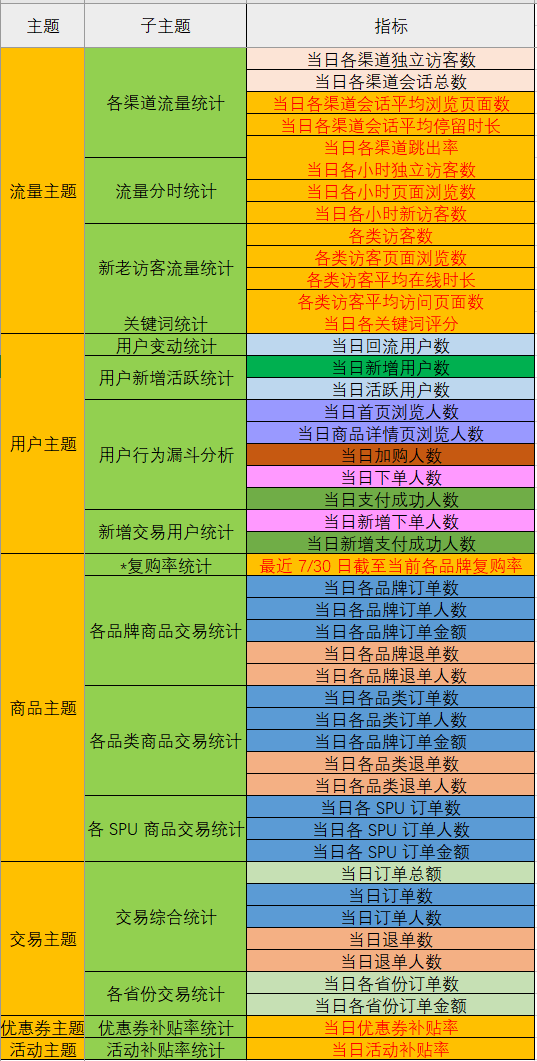 主题 子主题 指标
流量主题 各渠道流量统计 当日各渠道独立访客数
当日各渠道会话总数
当日各渠道会话平均浏览页面数
当日各渠道会话平均停留时长
当日各渠道跳出率
流量分时统计 当日各小时独立访客数
当日各小时页面浏览数
当日各小时新访客数
新老访客流量统计 各类访客数
各类访客页面浏览数
各类访客平均在线时长
各类访客平均访问页面数
关键词统计 当日各关键词评分
用户主题 用户变动统计 当日回流用户数
用户新增活跃统计 当日新增用户数
当日活跃用户数
用户行为漏斗分析 当日首页浏览人数
当日商品详情页浏览人数
当日加购人数
当日下单人数
当日支付成功人数
新增交易用户统计 当日新增下单人数
当日新增支付成功人数
商品主题 *复购率统计 最近 7/30 日截至当前各品牌复购率
各品牌商品交易统计 当日各品牌订单数
当日各品牌订单人数
当日各品牌订单金额
当日各品牌退单数
当日各品牌退单人数
各品类商品交易统计 当日各品类订单数
当日各品类订单人数
当日各品牌订单金额
当日各品类退单数
当日各品类退单人数
各 SPU 商品交易统计 当日各 SPU 订单数
当日各 SPU 订单人数
当日各 SPU 订单金额
交易主题 交易综合统计 当日订单总额
当日订单数
当日订单人数
当日退单数
当日退单人数
各省份交易统计 当日各省份订单数
当日各省份订单金额
优惠券主题 优惠券补贴率统计 当日优惠券补贴率
活动主题 活动补贴率统计 当日活动补贴率